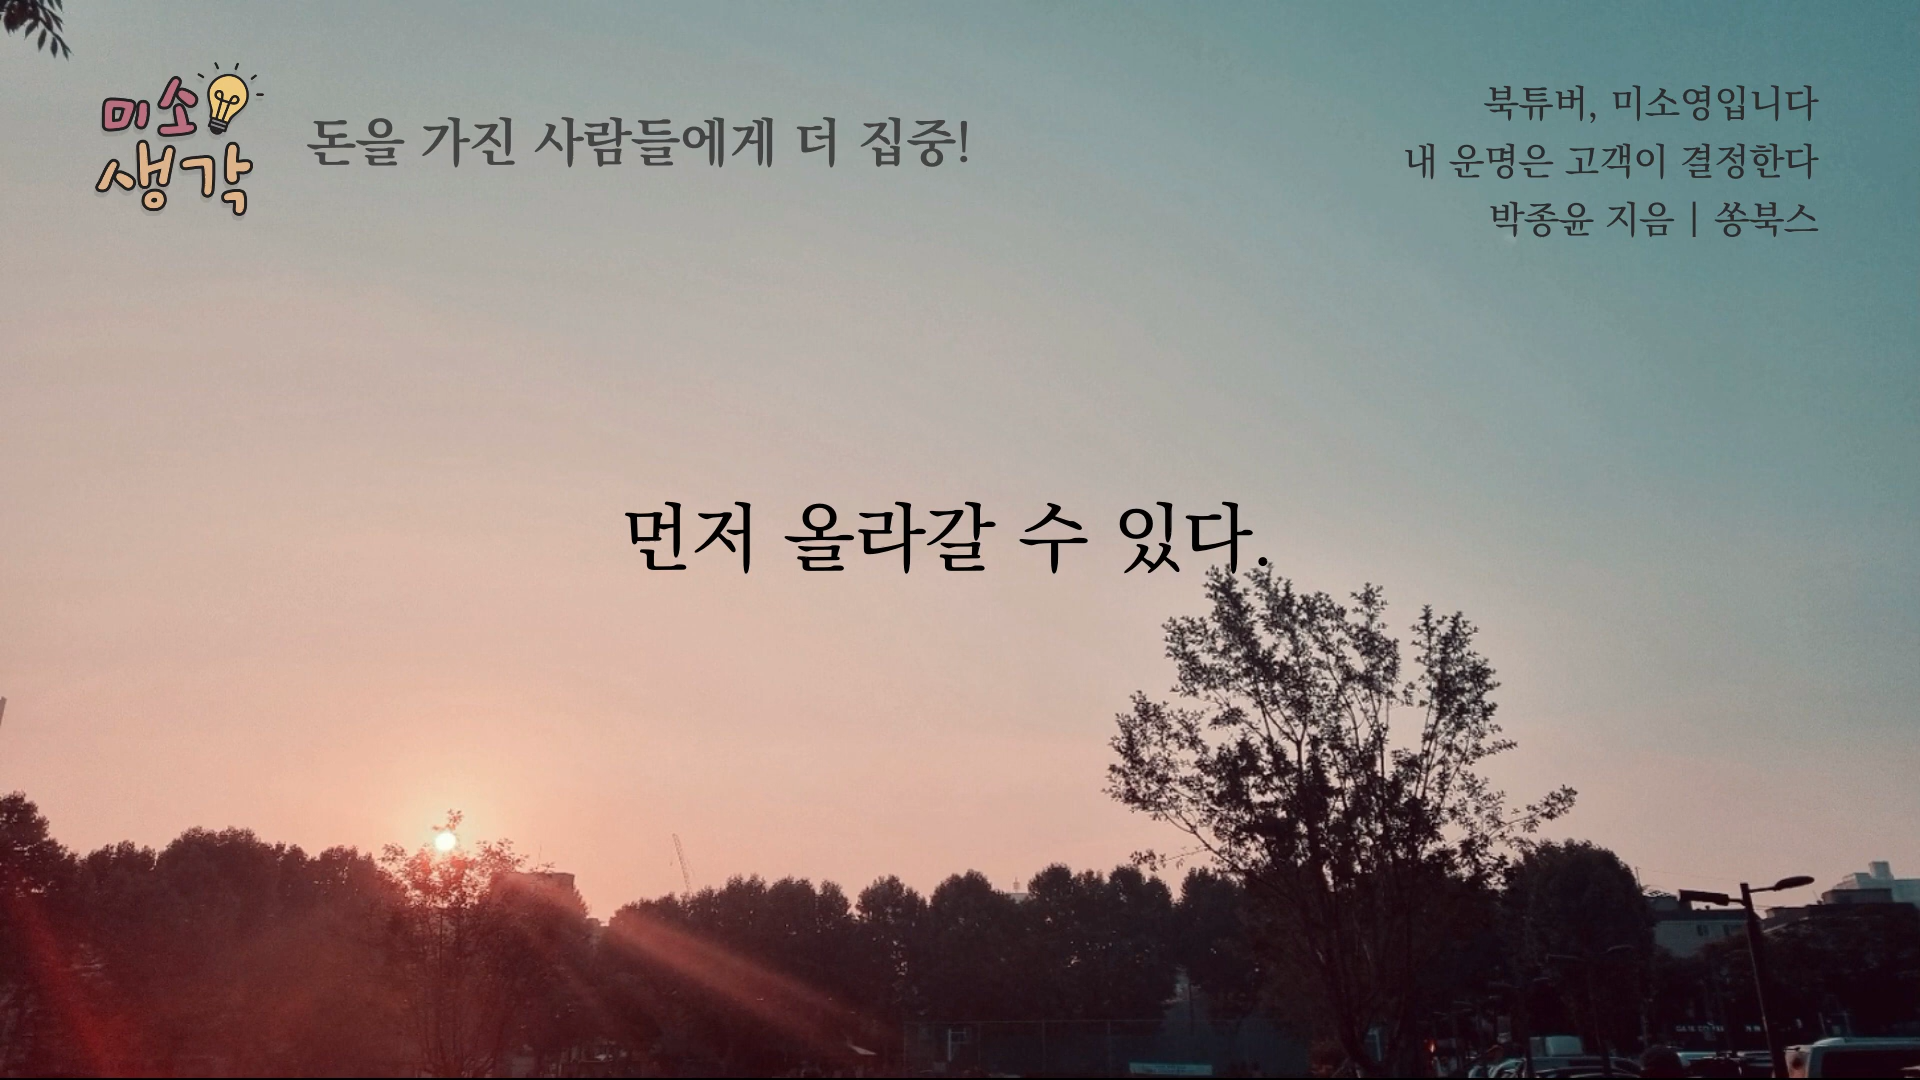 미소
생각
돈을 가진 사람들에게 더 집중!
북튜버, 미소영입니다
내 운명은 고객이 결정한다
박종윤 지음 | 쏭북스
먼저 올라갈 수 있다.